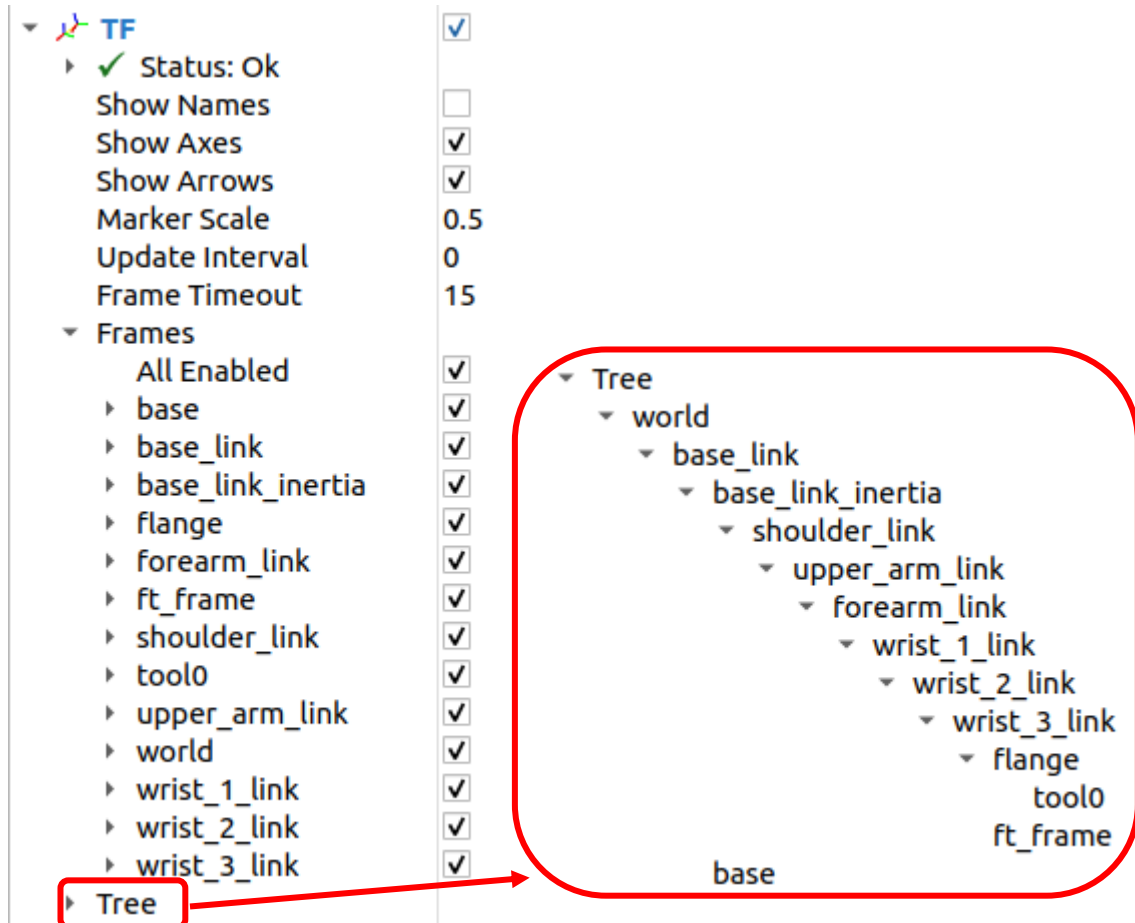 TF
Status: Ok
Show Names
Show Axes
Show Arrows
Marker Scale 0.5
Update Interval 0
Frame Timeout 15
Frames
All Enabled
base
base_link
base_link_inertia
flange
forearm_link
ft_frame
shoulder_link
tool0
upper_arm_link
world
wrist_1_link
wrist_2_link
wrist_3_link
Tree
Tree
world
base_link
base_link_inertia
shoulder_link
upper_arm_link
forearm_link
wrist_1_link
wrist_2_link
wrist_3_link
flange
tool0
ft_frame
base